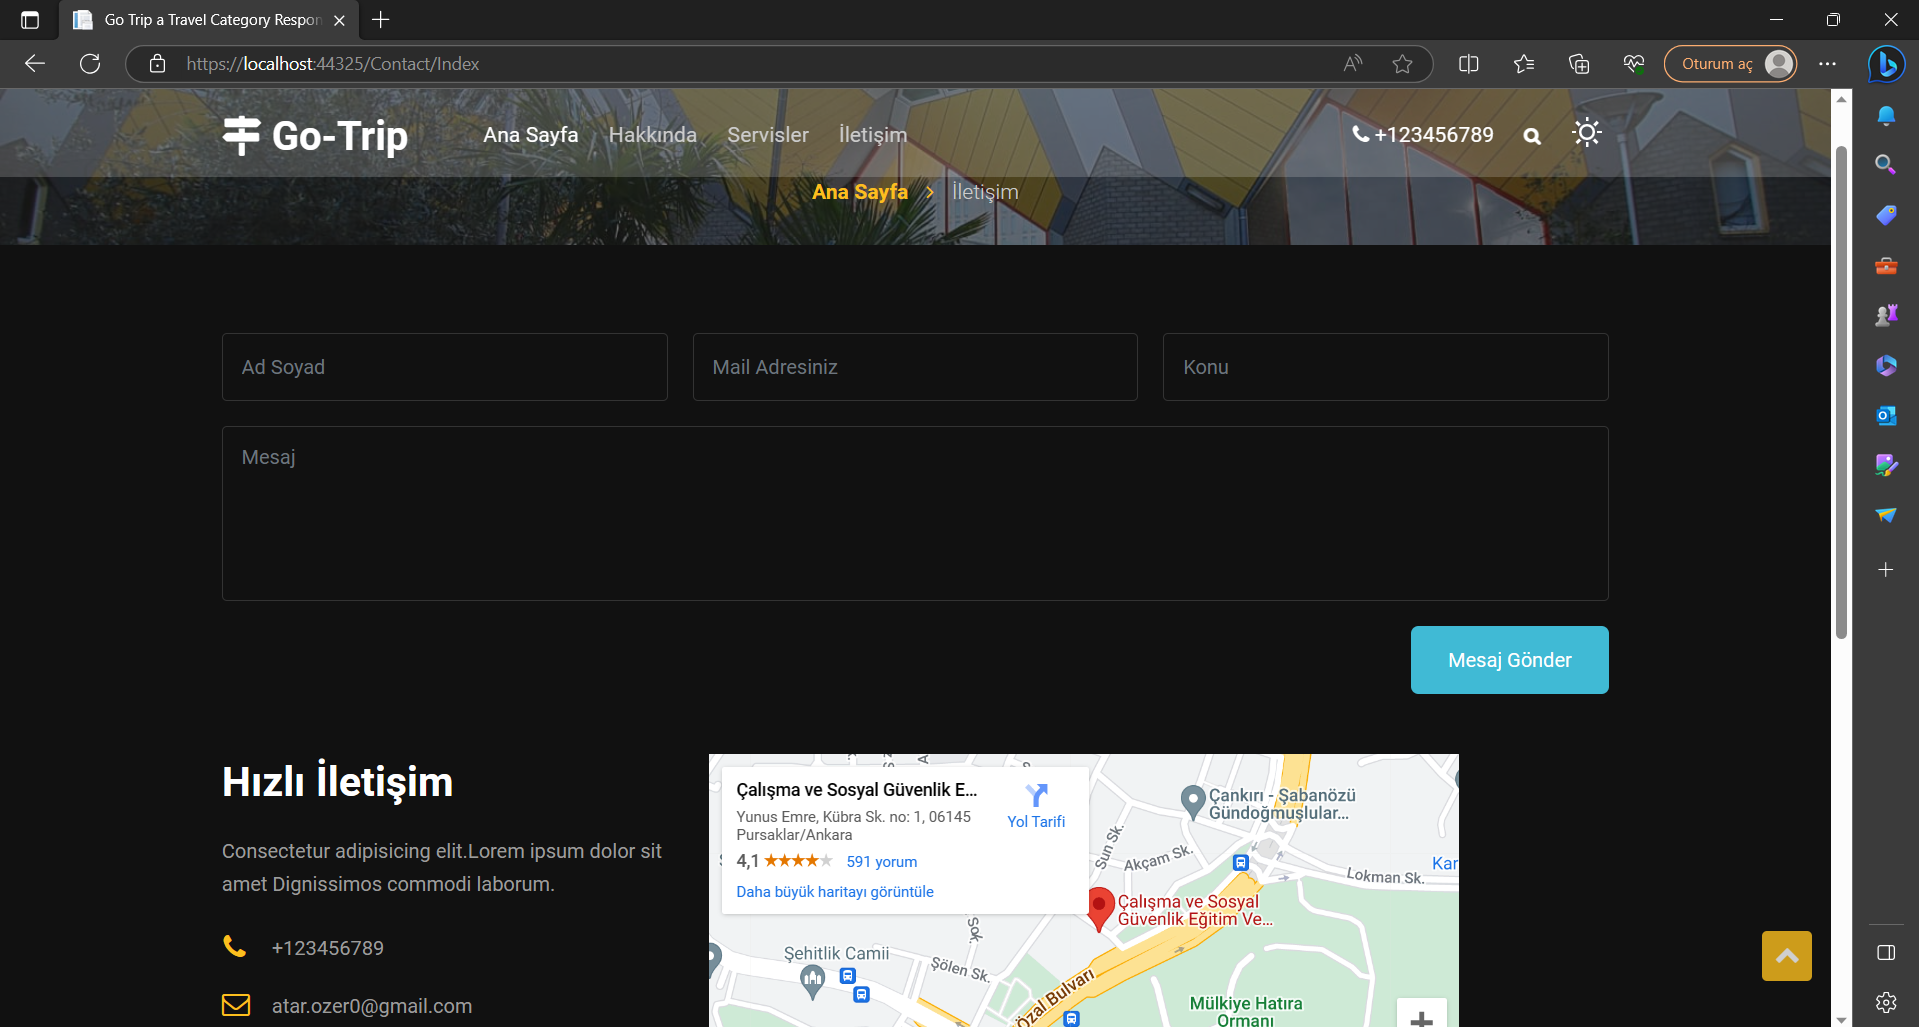 Go Trip a Travel Category Respon
https://localhost:44325/Contact/Index
Oturum aç
Go-Trip
Ana Sayfa
Hakkında
Servisler
İletişim
+123456789
Ana Sayfa > İletişim
Ad Soyad
Mail Adresiniz
Konu
Mesaj
Mesaj Gönder
Hızlı İletişim
Consectetur adipisicing elit.Lorem ipsum dolor sit
amet Dignissimos commodi laborum.
+123456789
atar.ozer0@gmail.com
Çalışma ve Sosyal Güvenlik E...
Yunus Emre, Kübra Sk. no: 1, 06145
Pursaklar/Ankara
4,1
591 yorum
Daha büyük haritayı görüntüle
Yol Tarifi
Çankırı - Şabanözü
Gündoğmuşlular...
Sun Sk.
Akçam Sk.
Lokman Sk.
Kar
Çalışma ve Sosyal
Güvenlik Eğitim Ve...
Sok.
Şehitlik Camii
Şölen Sk.
Özal Bulvarı
Mülkiye Hatıra
Ormanı